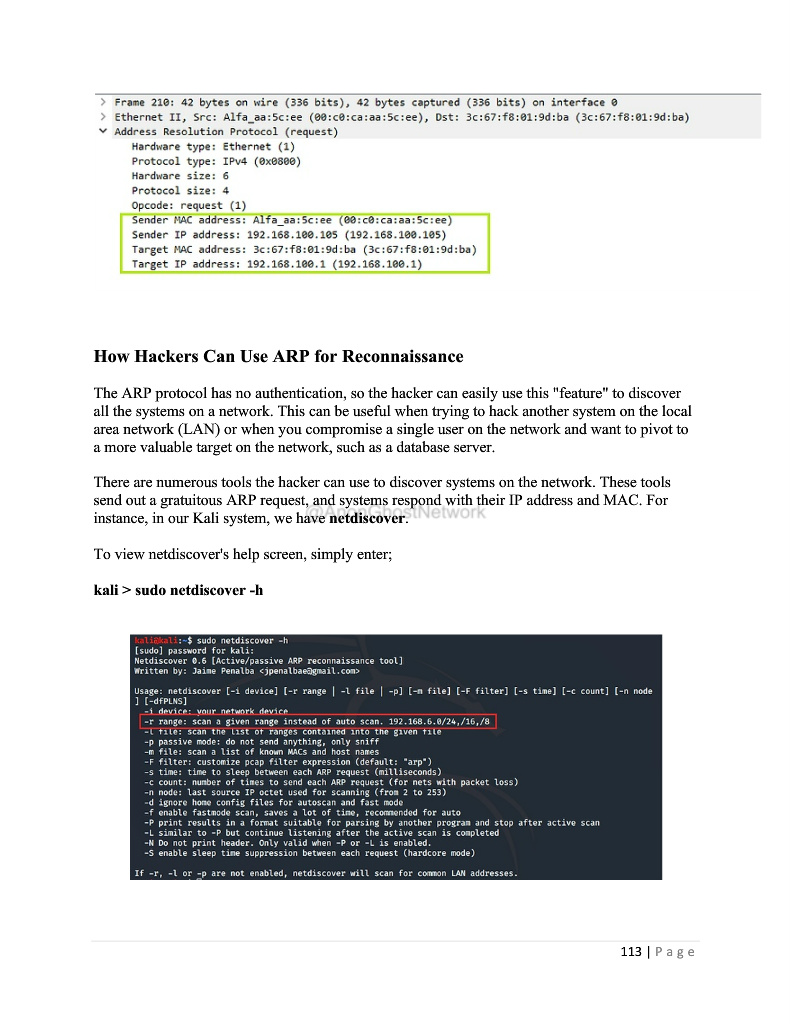 > Frame 210: 42 bytes on wire (336 bits), 42 bytes captured (336 bits) on interface 0
> Ethernet II, Src: Alfa_aa:5c:ee (00:c0:ca:aa:5c:ee), Dst: 3c:67:f8:01:9d:ba (3c:67:f8:01:9d:ba)
Address Resolution Protocol (request)
Hardware type: Ethernet (1)
Protocol type: IPv4 (0x0800)
Hardware size: 6
Protocol size: 4
Opcode: request (1)
Sender MAC address: Alfa_aa:5c:ee (00:c0:ca:aa:5c:ee)
Sender IP address: 192.168.100.105 (192.168.100.105)
Target MAC address: 3c:67:f8:01:9d:ba (3c:67:f8:01:9d:ba)
Target IP address: 192.168.100.1 (192.168.100.1)
How Hackers Can Use ARP for Reconnaissance
The ARP protocol has no authentication, so the hacker can easily use this "feature" to discover
all the systems on a network. This can be useful when trying to hack another system on the local
area network (LAN) or when you compromise a single user on the network and want to pivot to
a more valuable target on the network, such as a database server.
There are numerous tools the hacker can use to discover systems on the network. These tools
send out a gratuitous ARP request, and systems respond with their IP address and MAC. For
instance, in our Kali system, we have netdiscover.
@AnonGhostNetwork
To view netdiscover's help screen, simply enter;
kali > sudo netdiscover -h
kali@kali:~$ sudo netdiscover -h
[sudo] password for kali:
Netdiscover 0.6 [Active/passive ARP reconnaissance tool]
Written by: Jaime Penalba <jpenalbae@gmail.com>
Usage: netdiscover [-i device] [-r range | -l file | -p] [-m file] [-F filter] [-s time] [-c count] [-n node
] [-dfPLNS]
-i device: your network device
-r range: scan a given range instead of auto scan. 192.168.6.0/24,/16,/8
-l file: scan the list of ranges contained into the given file
-p passive mode: do not send anything, only sniff
-m file: scan a list of known MACs and host names
-F filter: customize pcap filter expression (default: "arp")
-s time: time to sleep between each ARP request (milliseconds)
-c count: number of times to send each ARP request (for nets with packet loss)
-n node: last source IP octet used for scanning (from 2 to 253)
-d ignore home config files for autoscan and fast mode
-f enable fastmode scan, saves a lot of time, recommended for auto
-P print results in a format suitable for parsing by another program and stop after active scan
-L similar to -P but continue listening after the active scan is completed
-N Do not print header. Only valid when -P or -L is enabled.
-S enable sleep time suppression between each request (hardcore mode)
If -r, -l or -p are not enabled, netdiscover will scan for common LAN addresses.
113 | Page